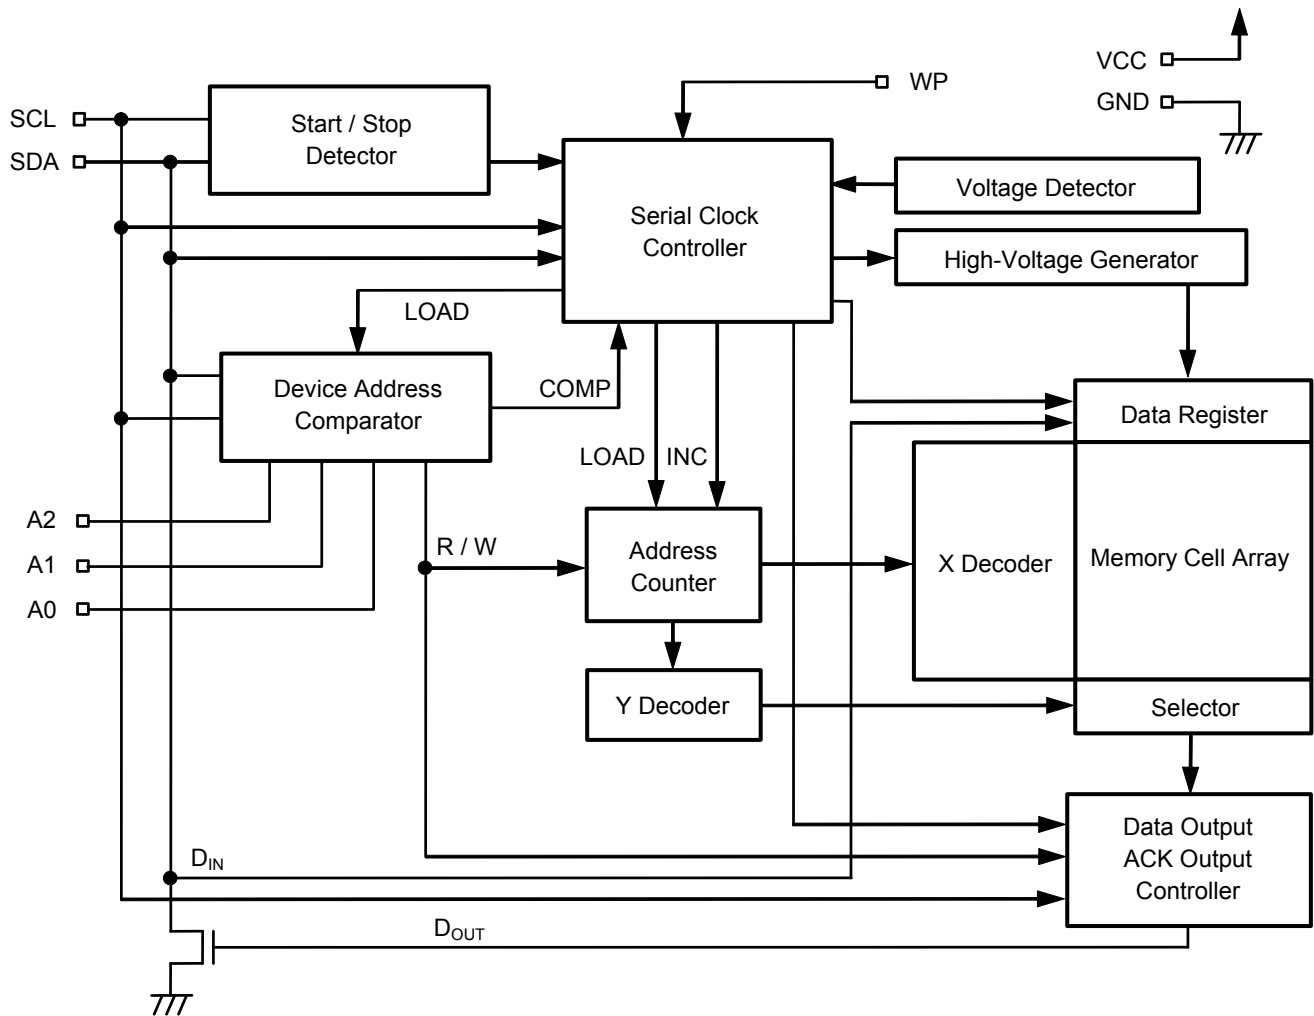 VCC
GND
WP
SCL
SDA
Start / Stop
Detector
Voltage Detector
Serial Clock
Controller
High-Voltage Generator
LOAD
Device Address
Comparator
COMP
Data Register
LOAD
INC
A2
A1
A0
R / W
Address
Counter
X Decoder
Memory Cell Array
Y Decoder
Selector
Data Output
ACK Output
Controller
DIN
DOUT